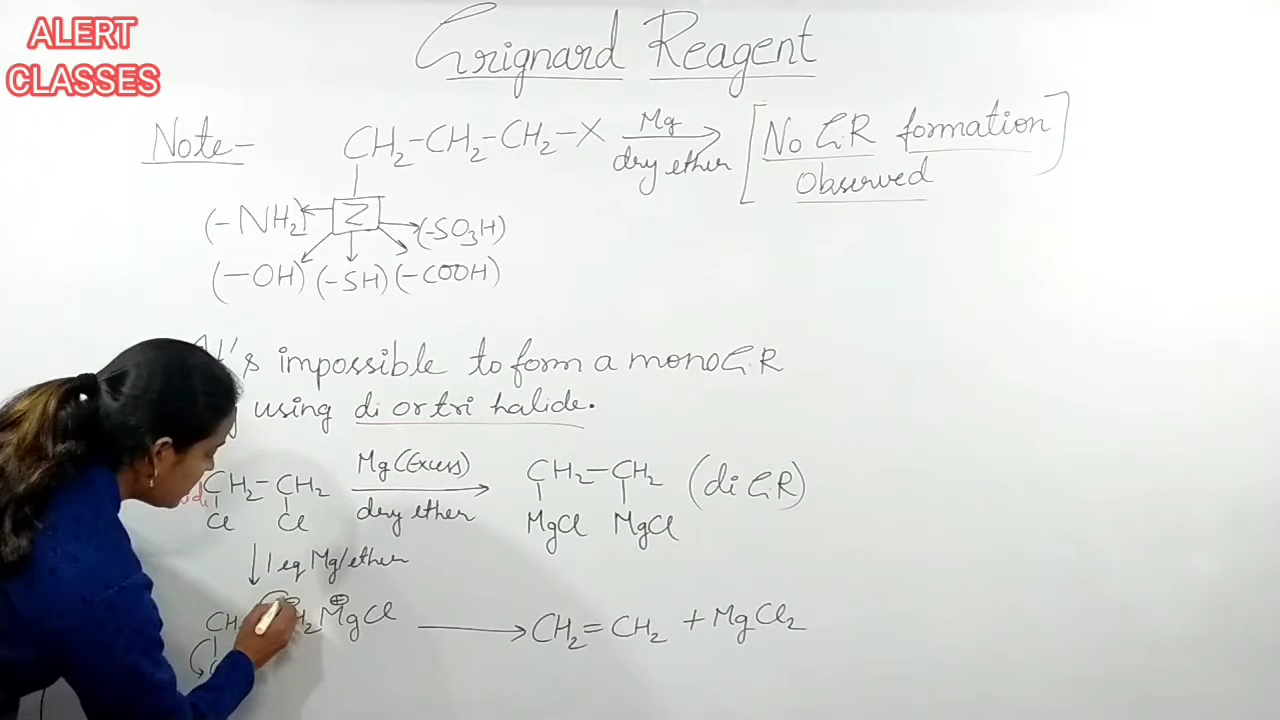 ALERT
CLASSES
Grignard Reagent
Note-
CH₂-CH₂-CH₂-X
Mg
dry ether
[No G.R formation
Observed]
Z
(-NH₂)
(-SO₃H)
(-OH) (-SH) (-COOH)
impossible to form a mono G.R
using di or tri halide.
CH₂-CH₂
Cl Cl
Mg (Excess)
dry ether
CH₂-CH₂ (di G.R)
MgCl MgCl
1 eq Mg/ether
⊕
MgCl
CH₂=CH₂ + MgCl₂